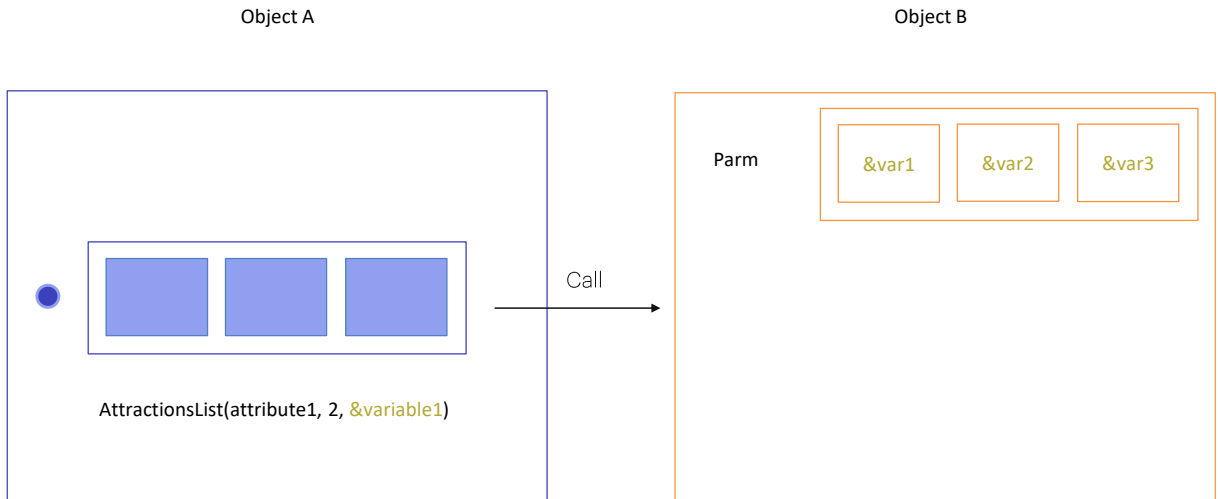 Object A
Object B
Parm
&var1
&var2
&var3
Call
AttractionsList(attribute1, 2, &variable1)